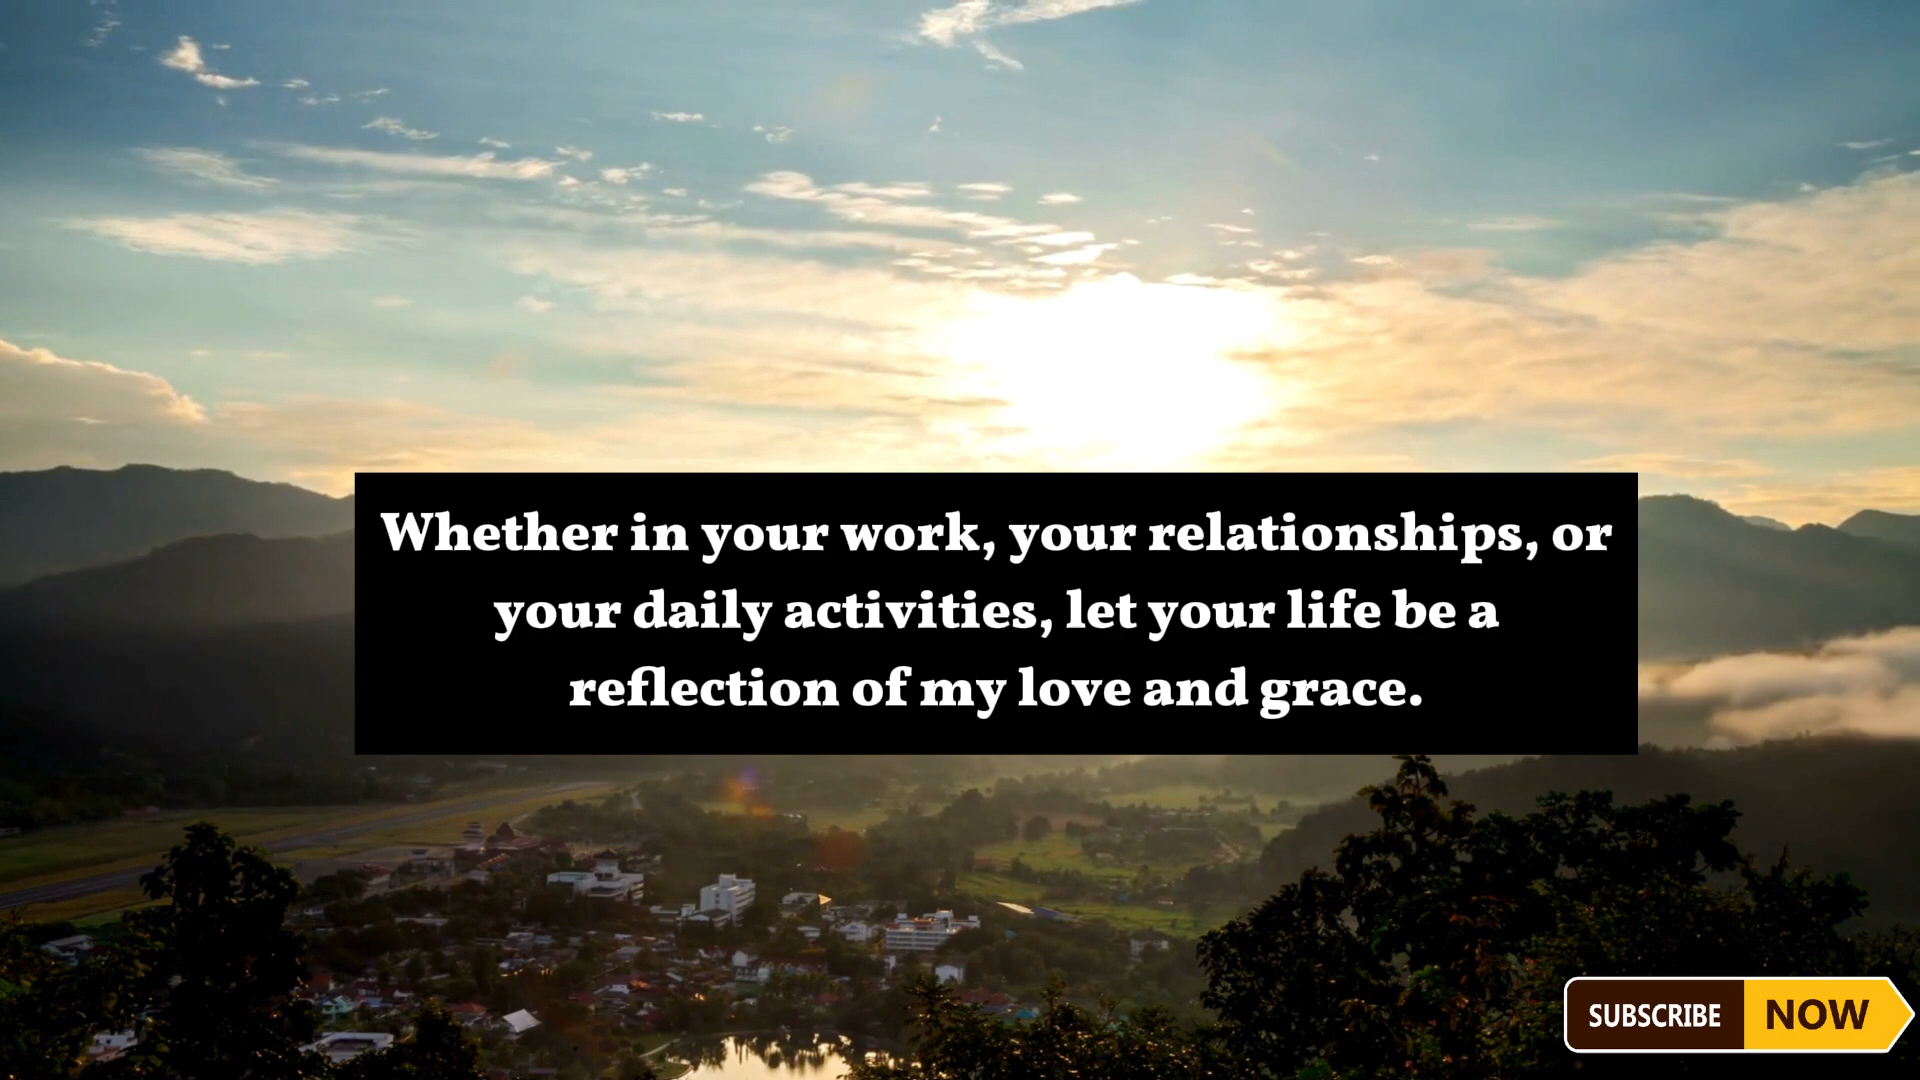 Whether in your work, your relationships, or
your daily activities, let your life be a
reflection of my love and grace.
SUBSCRIBE NOW